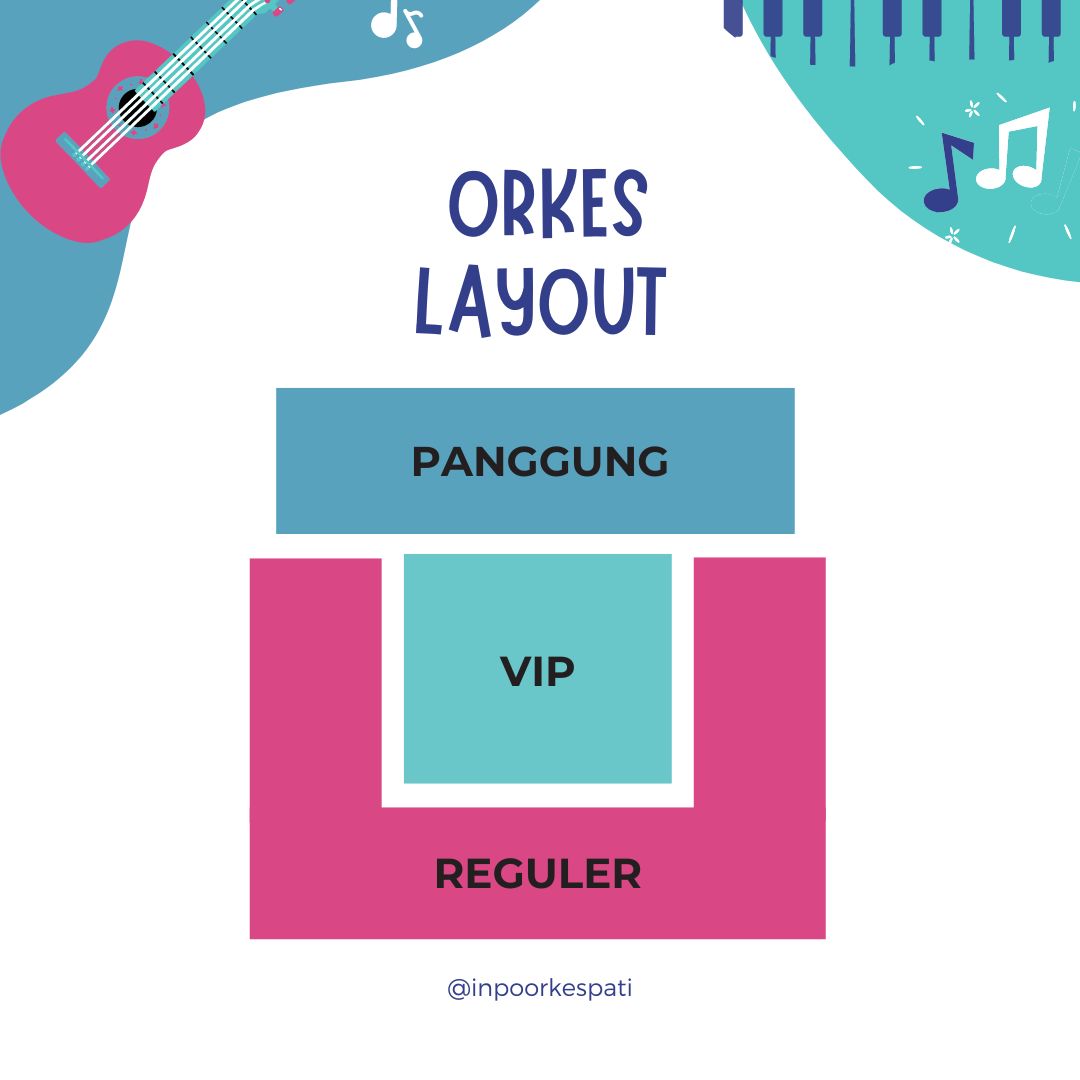 ORKES
LAYOUT
PANGGUNG
VIP
REGULER
@inpoorkespati